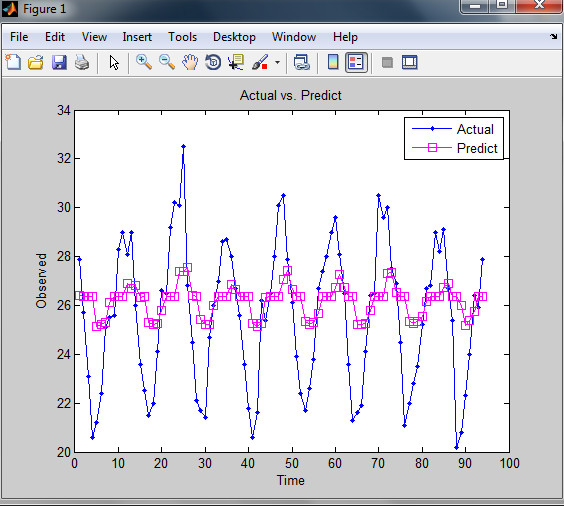 Figure 1
File Edit View Insert Tools Desktop Window Help
Actual vs. Predict
Actual
Predict
34
32
30
28
26
24
22
20
Observed
0 10 20 30 40 50 60 70 80 90 100
Time